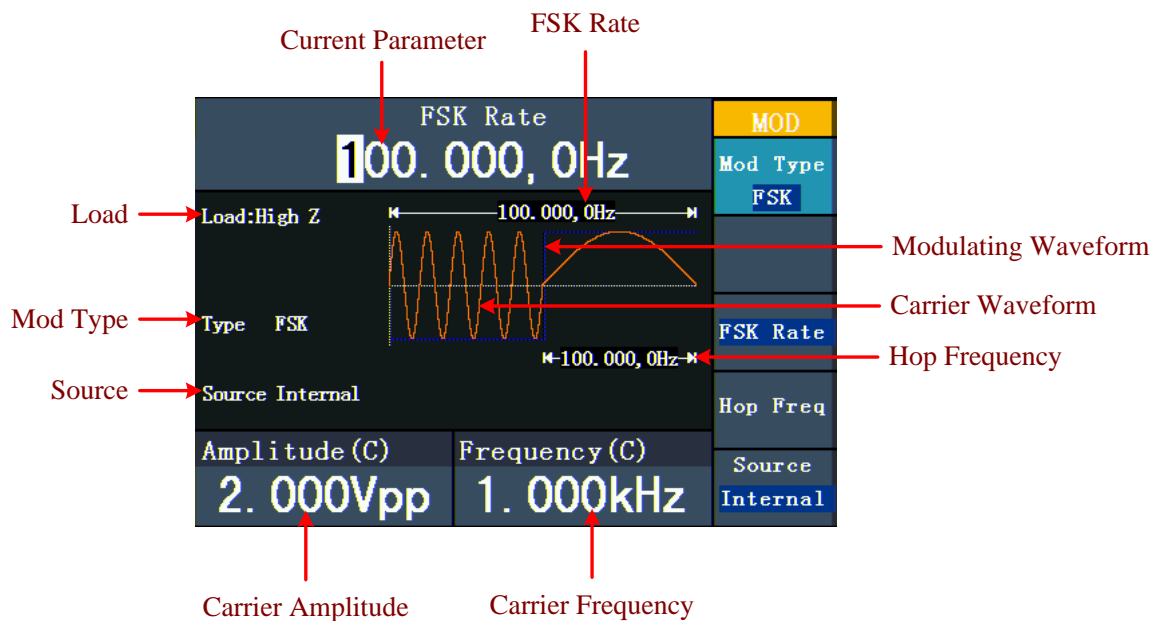 FSK Rate
Current Parameter
FSK Rate
MOD
100.000,0Hz
Mod Type
FSK
Load
Load:High Z
100.000,0Hz
Modulating Waveform
Carrier Waveform
Mod Type
Type FSK
FSK Rate
100.000,0Hz
Hop Frequency
Source
Source Internal
Hop Freq
Amplitude(C)
Frequency(C)
Source
2.000Vpp
1.000kHz
Internal
Carrier Amplitude
Carrier Frequency